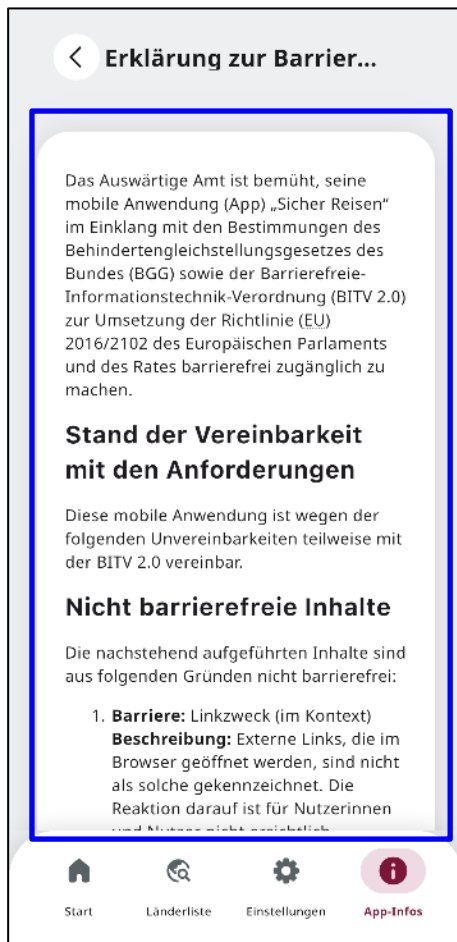 Erklärung zur Barrier...
Das Auswärtige Amt ist bemüht, seine
mobile Anwendung (App) „Sicher Reisen“
im Einklang mit den Bestimmungen des
Behindertengleichstellungsgesetzes des
Bundes (BGG) sowie der Barrierefreie-
Informationstechnik-Verordnung (BITV 2.0)
zur Umsetzung der Richtlinie (EU)
2016/2102 des Europäischen Parlaments
und des Rates barrierefrei zugänglich zu
machen.
Stand der Vereinbarkeit
mit den Anforderungen
Diese mobile Anwendung ist wegen der
folgenden Unvereinbarkeiten teilweise mit
der BITV 2.0 vereinbar.
Nicht barrierefreie Inhalte
Die nachstehend aufgeführten Inhalte sind
aus folgenden Gründen nicht barrierefrei:
1. Barriere: Linkzweck (im Kontext)
Beschreibung: Externe Links, die im
Browser geöffnet werden, sind nicht
als solche gekennzeichnet. Die
Reaktion darauf ist für Nutzerinnen
und Nutzer nicht ersichtlich
Start
Länderliste
Einstellungen
App-Infos